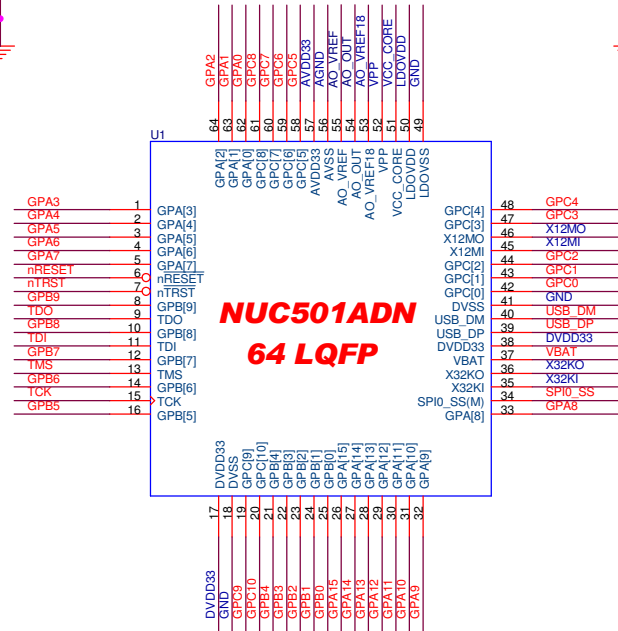 GPA2
GPA1
GPA0
GPC8
GPC7
GPC6
GPC5
AVDD33
AGND
AO_VREF
AO_OUT
AO_VREF18
VPP
VCC_CORE
LDOVDD
GND
64
63
62
61
60
59
58
57
56
55
54
53
52
51
50
49
U1
GPA[2]
GPA[1]
GPA[0]
GPC[8]
GPC[7]
GPC[6]
GPC[5]
AVDD33
AVSS
AO_VREF
AO_OUT
AO_VREF18
VPP
VCC_CORE
LDOVDD
LDOVSS
GPA3 1 GPA[3]
GPA4 2 GPA[4]
GPA5 3 GPA[5]
GPA6 4 GPA[6]
GPA7 5 GPA[7]
nRESET 6 nRESET
nTRST 7 nTRST
GPB9 8 GPB[9]
TDO 9 TDO
GPB8 10 GPB[8]
TDI 11 TDI
GPB7 12 GPB[7]
TMS 13 TMS
GPB6 14 GPB[6]
TCK 15 TCK
GPB5 16 GPB[5]
NUC501ADN
64 LQFP
GPC[4] 48 GPC4
GPC[3] 47 GPC3
X12MO 46 X12MO
X12MI 45 X12MI
GPC[2] 44 GPC2
GPC[1] 43 GPC1
GPC[0] 42 GPC0
DVSS 41 GND
USB_DM 40 USB_DM
USB_DP 39 USB_DP
DVDD33 38 DVDD33
VBAT 37 VBAT
X32KO 36 X32KO
X32KI 35 X32KI
SPI0_SS(M) 34 SPI0_SS
GPA[8] 33 GPA8
DVDD33
DVSS
GPC[9]
GPC[10]
GPB[4]
GPB[3]
GPB[2]
GPB[1]
GPB[0]
GPA[15]
GPA[14]
GPA[13]
GPA[12]
GPA[11]
GPA[10]
GPA[9]
17
18
19
20
21
22
23
24
25
26
27
28
29
30
31
32
DVDD33
GND
GPC9
GPC10
GPB4
GPB3
GPB2
GPB1
GPB0
GPA15
GPA14
GPA13
GPA12
GPA11
GPA10
GPA9